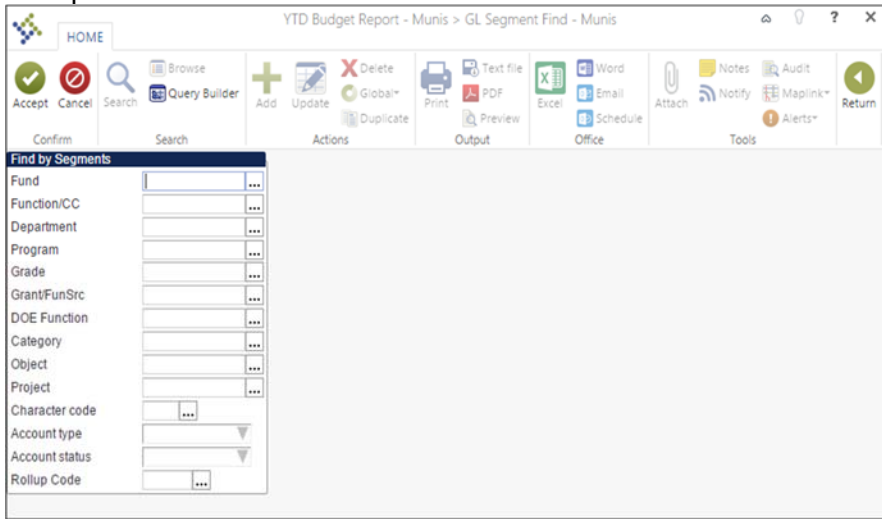 YTD Budget Report - Munis > GL Segment Find - Munis
?
X
HOME
Accept
Cancel
Search
Browse
Query Builder
Add
Update
Delete
Global
Duplicate
Print
Text file
PDF
Preview
Excel
Word
Email
Schedule
Attach
Notes
Notify
Audit
Maplink
Alerts
Return
Confirm
Search
Actions
Output
Office
Tools
Find by Segments
Fund ...
Function/CC ...
Department ...
Program ...
Grade ...
Grant/FunSrc ...
DOE Function ...
Category ...
Object ...
Project ...
Character code ...
Account type
Account status
Rollup Code ...